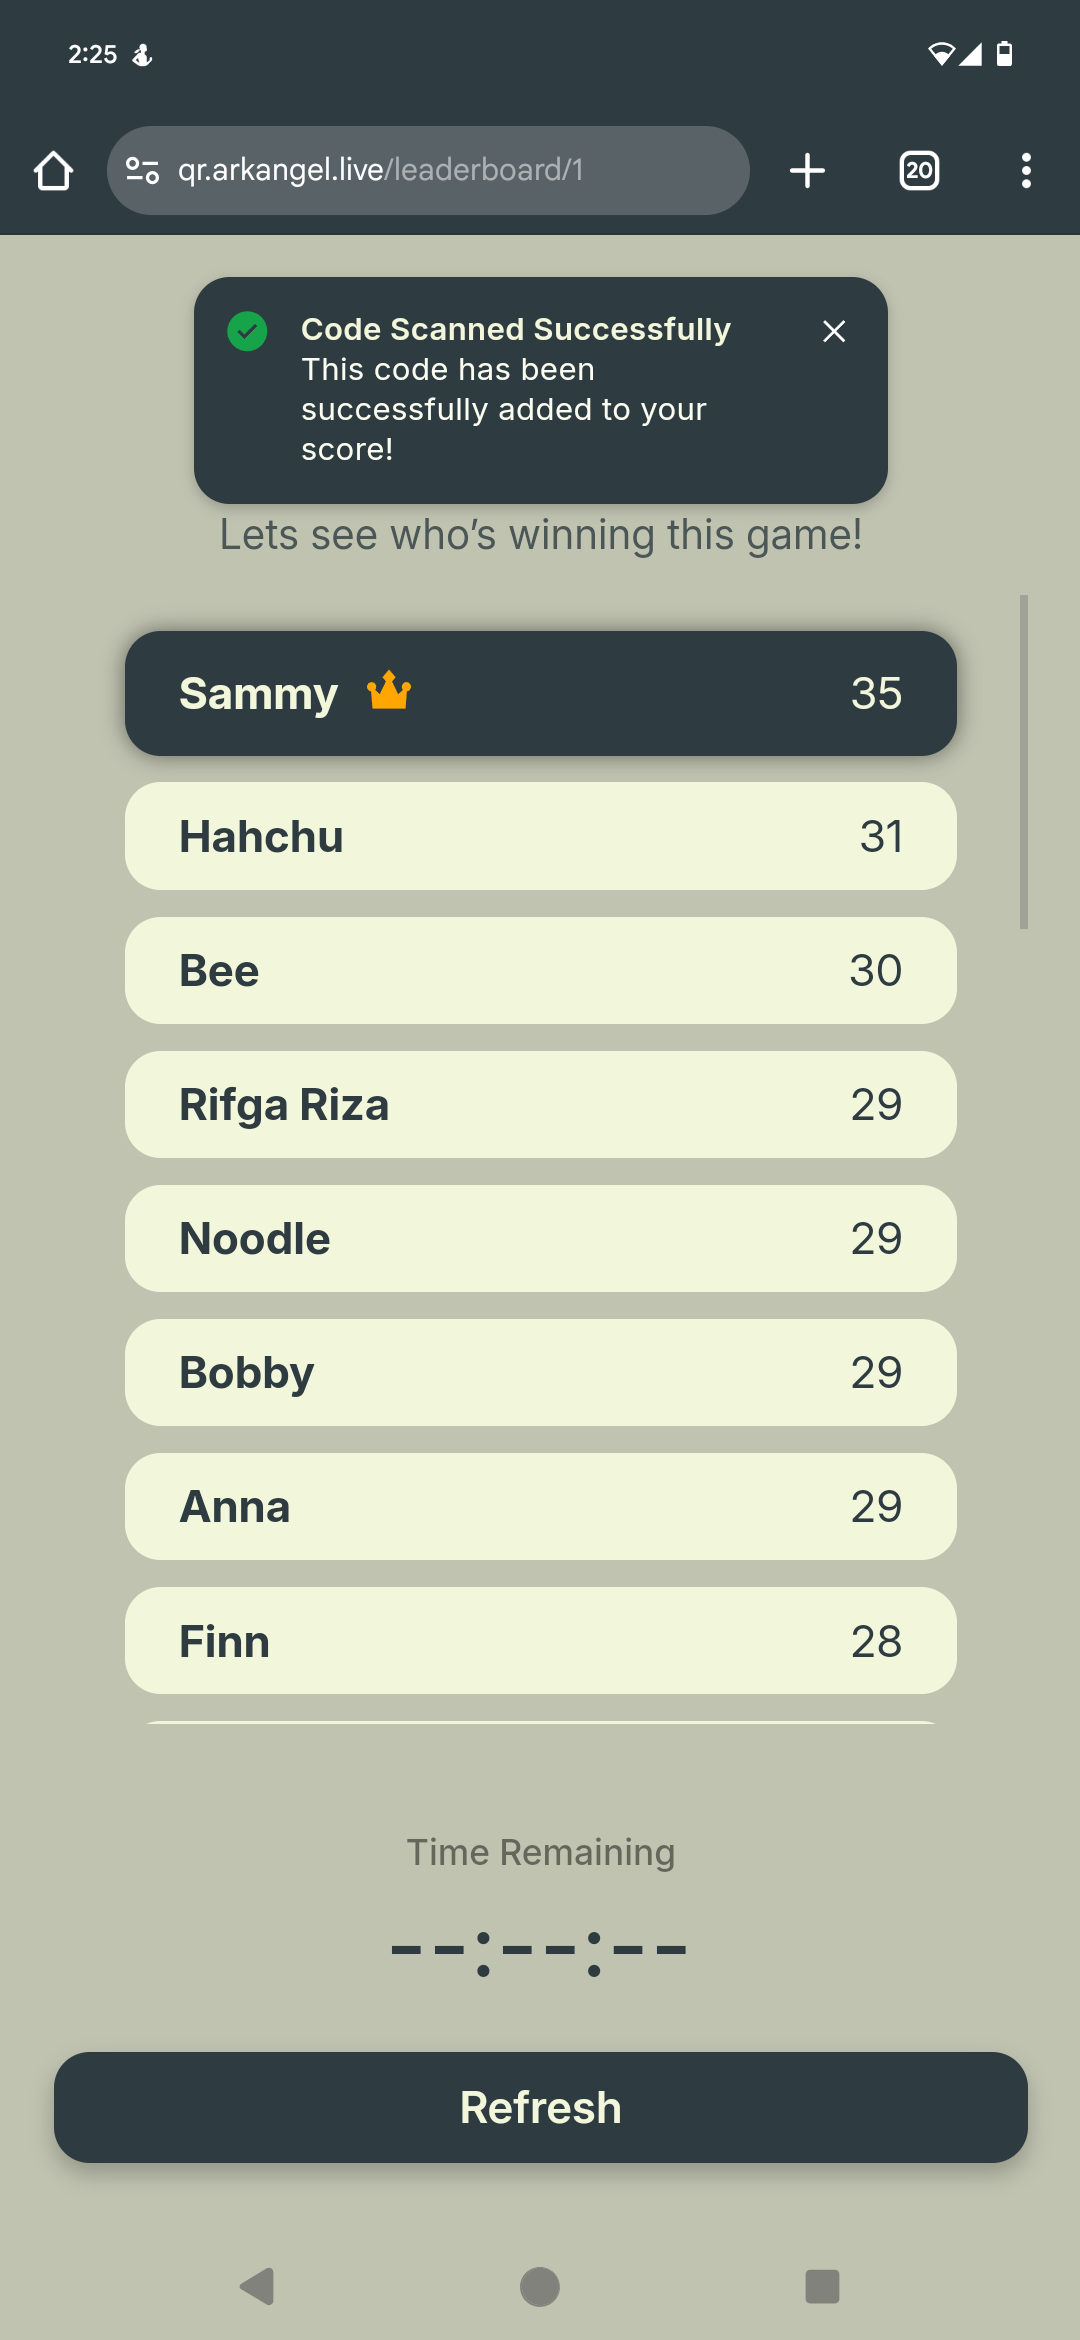 2:25
qr.arkangel.live/leaderboard/1
20
Code Scanned Successfully
This code has been
successfully added to your
score!
Lets see who’s winning this game!
Sammy 35
Hahchu 31
Bee 30
Rifga Riza 29
Noodle 29
Bobby 29
Anna 29
Finn 28
Time Remaining
--:--:--
Refresh